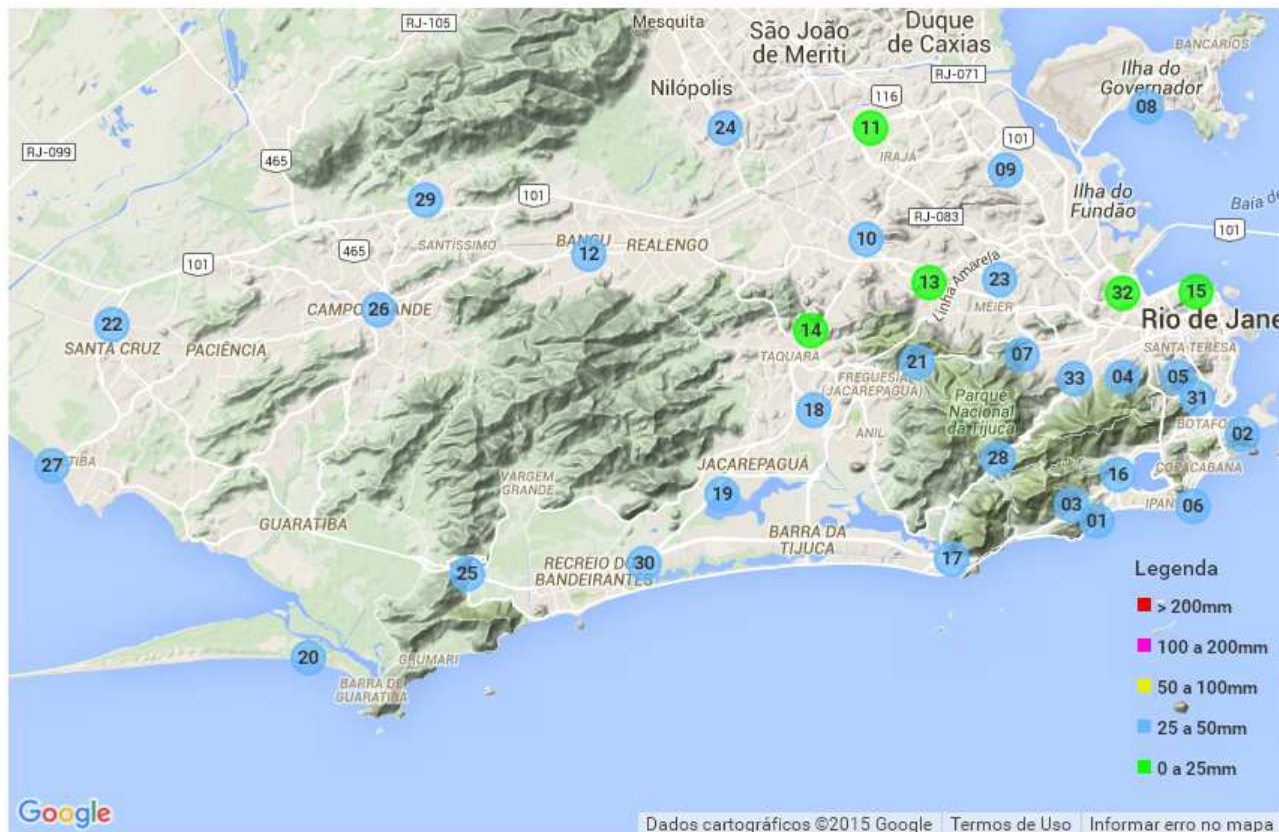 RJ-105
Mesquita
São João
de Meriti
Duque
de Caxias
BANCÁRIOS
RJ-071
Ilha do
Governador
Nilópolis
116
08
24
11
101
RJ-099
465
IRAJÁ
09
29
101
Ilha do
Fundão
Baía de
RJ-083
10
101
SANTÍSSIMO
BANGU
REALENGO
12
465
101
Linha Amarela
13
23
MEIER
32
15
26
22
SANTA CRUZ
PACIÊNCIA
14
Rio de Jane
TAQUARA
SANTA TERESA
07
21
FREGUESIA
(JACAREPAGUÁ)
33
04
05
31
Parque
Nacional
da Tijuca
18
ANIL
BOTAFO
02
27
28
JACAREPAGUÁ
COPACABANA
16
VARGEM
GRANDE
19
03
IPAN
06
01
GUARATIBA
BARRA DA
TIJUCA
17
30
RECREIO DOS
BANDEIRANTES
25
Legenda
> 200mm
100 a 200mm
50 a 100mm
25 a 50mm
0 a 25mm
20
GRUMARI
BARRA DE
GUARATIBA
Google
Dados cartográficos ©2015 Google
Termos de Uso
Informar erro no mapa